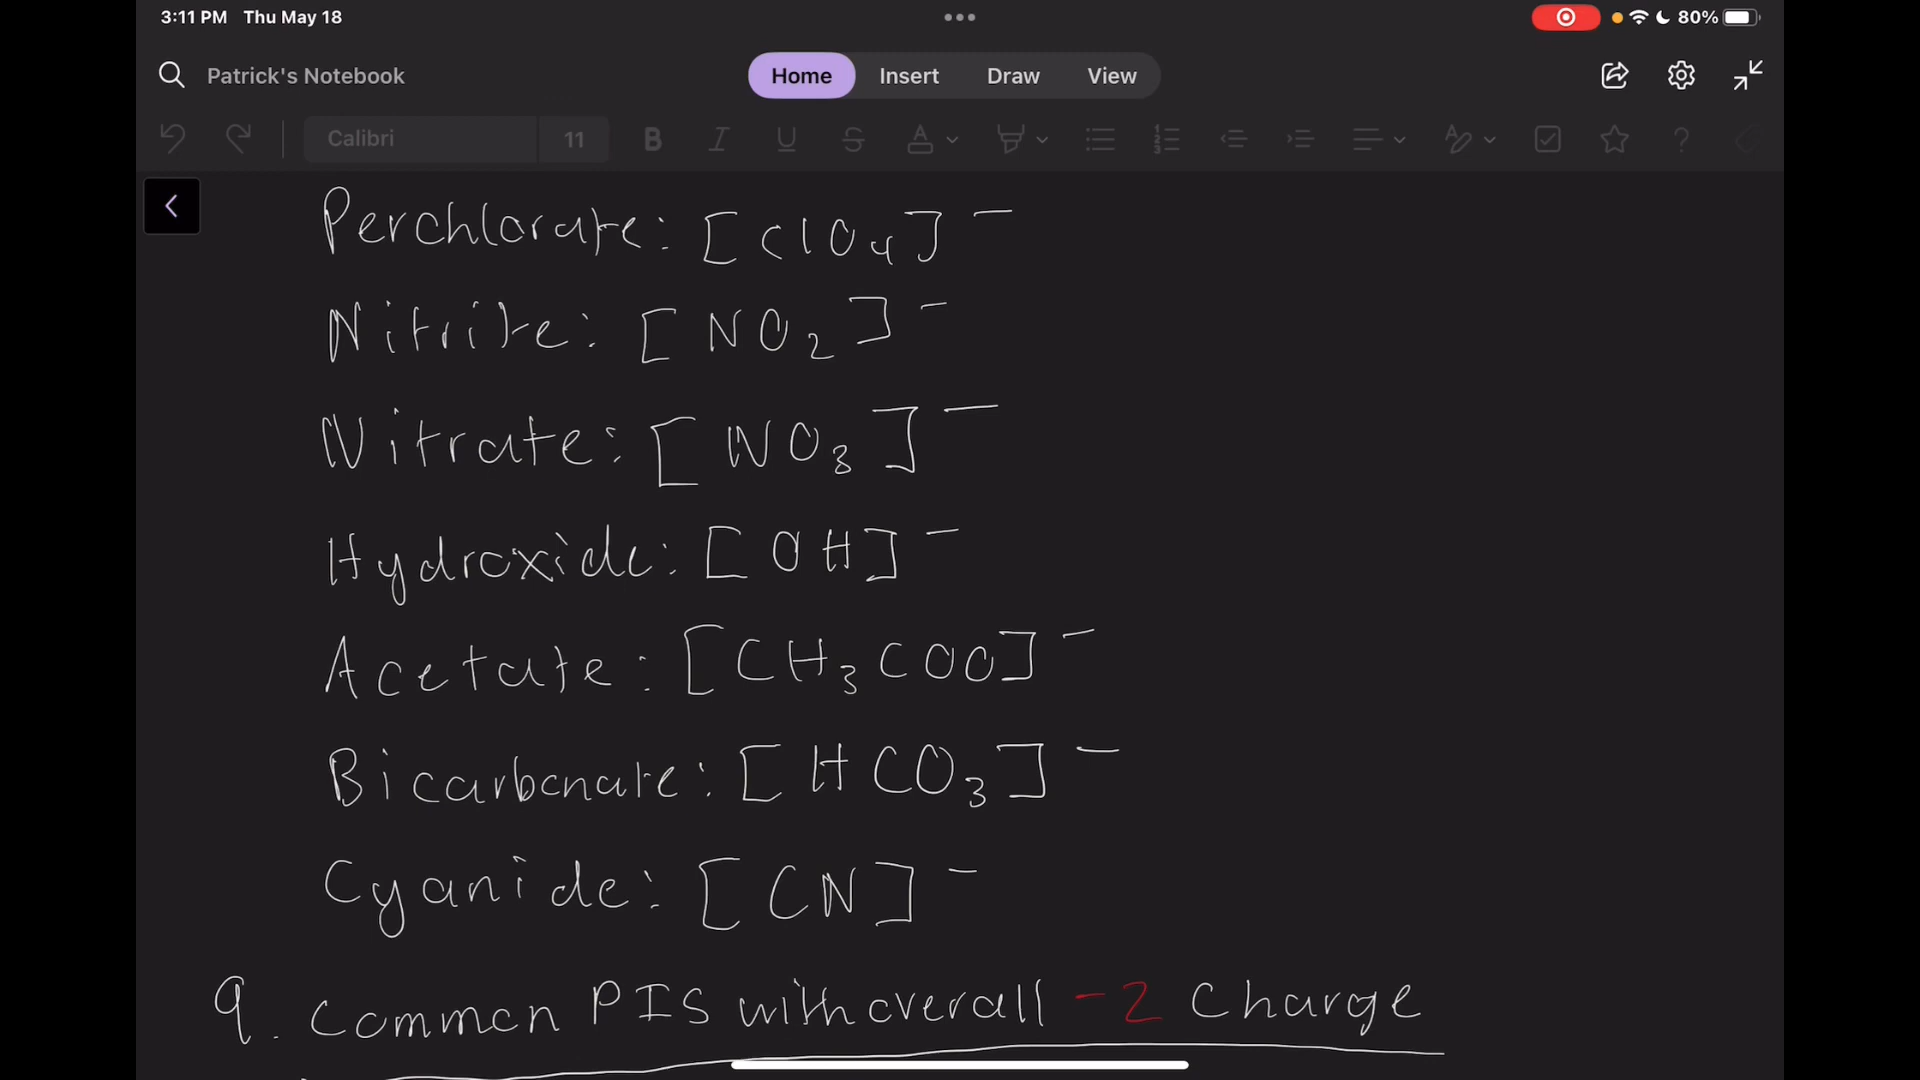 3:11 PM Thu May 18 80%
Patrick's Notebook Home Insert Draw View
Calibri 11 B I U S A
Perchlorate: [ClO₄]⁻
Nitrite: [NO₂]⁻
Nitrate: [NO₃]⁻
Hydroxide: [OH]⁻
Acetate: [CH₃COO]⁻
Bicarbonate: [HCO₃]⁻
Cyanide: [CN]⁻
9. Common PIS with overall -2 Charge